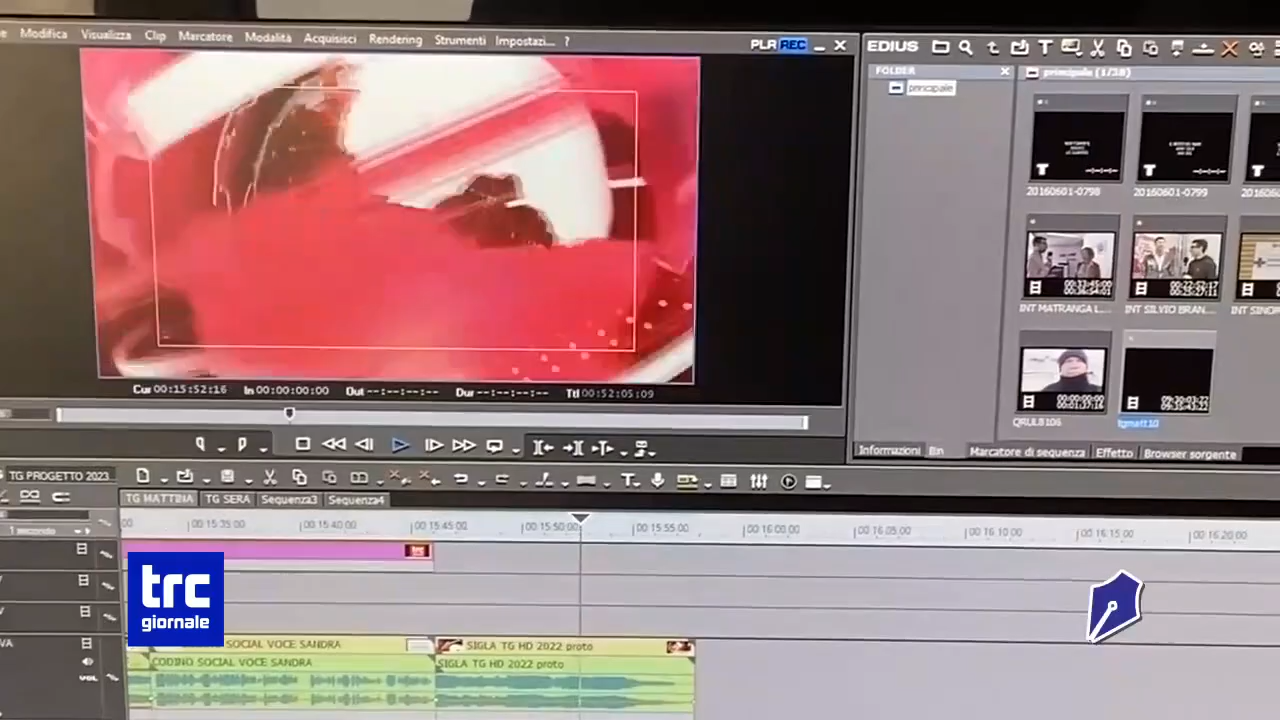 Modifica Visualizza Clip Marcatore Modalità Acquisisci Rendering Strumenti Impostazi... ?
PLR REC
EDIUS
FOLDER
principale
principale (1/38)
20160601-0798
20160601-0799
INT MATRANGA L...
INT SILVIO BRAN...
QRUL8106
tgmatt10
Cur 00:15:52:16 In 00:00:00:00 Out --:--:--:-- Dur --:--:--:-- Ttl 00:52:05:09
Informazioni Bin Marcatore di sequenza Effetto Browser sorgente
TG PROGETTO 2023
TG MATTINA TG SERA Sequenza3 Sequenza4
1 secondo
00:15:35:00 00:15:40:00 00:15:45:00 00:15:50:00 00:15:55:00 00:16:00:00 00:16:05:00 00:16:10:00 00:16:15:00 00:16:20:00
trc
giornale
SOCIAL VOCE SANDRA
SIGLA TG HD 2022 proto
CODINO SOCIAL VOCE SANDRA
SIGLA TG HD 2022 proto
VOL